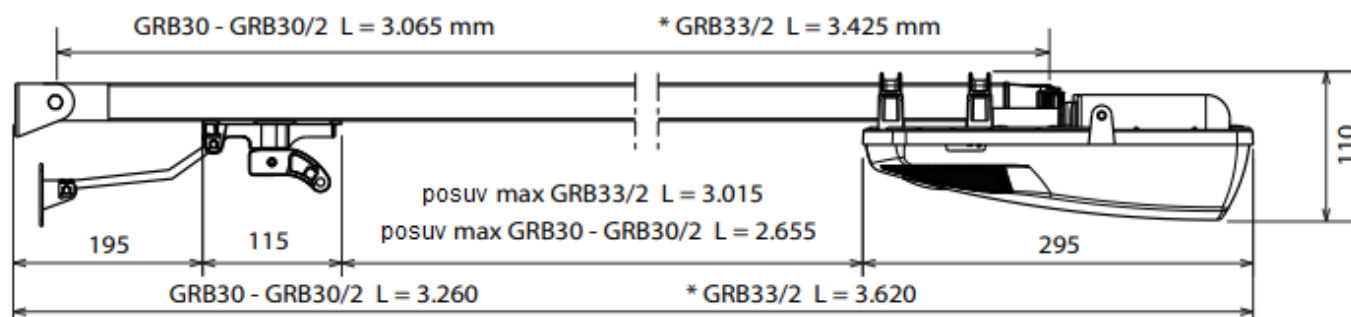 GRB30 - GRB30/2 L = 3.065 mm * GRB33/2 L = 3.425 mm
110
posuv max GRB33/2 L = 3.015
posuv max GRB30 - GRB30/2 L = 2.655
195 115 295
GRB30 - GRB30/2 L = 3.260 * GRB33/2 L = 3.620